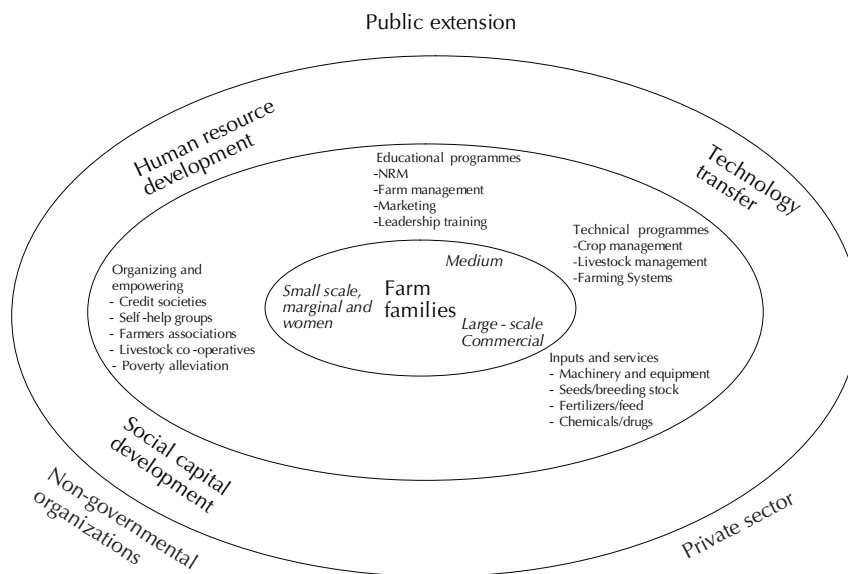 Public extension
Human resource
development
Technology
transfer
Educational programmes
-NRM
-Farm management
-Marketing
-Leadership training
Technical programmes
-Crop management
-Livestock management
-Farming Systems
Organizing and
empowering
- Credit societies
- Self-help groups
- Farmers associations
- Livestock co-operatives
- Poverty alleviation
Medium
Small scale,
marginal and
women
Farm
families
Large - scale
Commercial
Inputs and services
- Machinery and equipment
- Seeds/breeding stock
- Fertilizers/feed
- Chemicals/drugs
Social capital
development
Non-governmental
organizations
Private sector